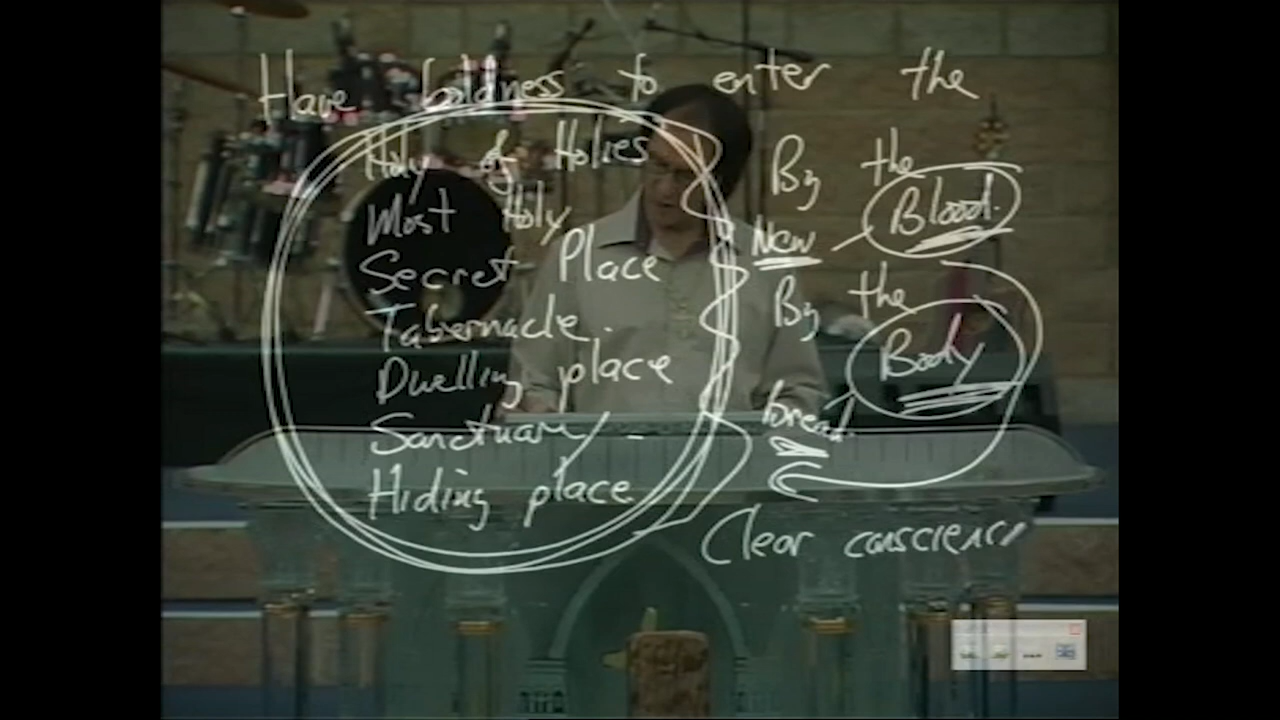 Have boldness to enter the
Holy of Holies
Most Holy
Secret Place
Tabernacle.
Dwelling place
Sanctuary -
Hiding place
By the
Blood.
New
By the
Body
bread.
Clear conscience